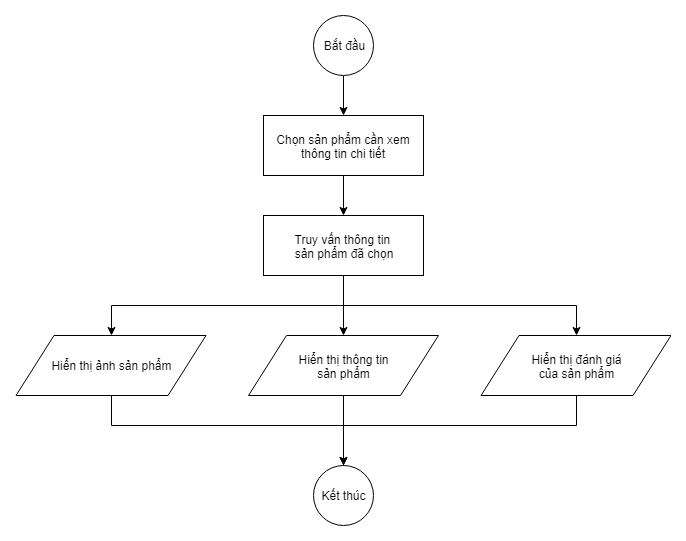 Bắt đầu
Chọn sản phẩm cần xem
thông tin chi tiết
Truy vấn thông tin
sản phẩm đã chọn
Hiển thị ảnh sản phẩm
Hiển thị thông tin
sản phẩm
Hiển thị đánh giá
của sản phẩm
Kết thúc